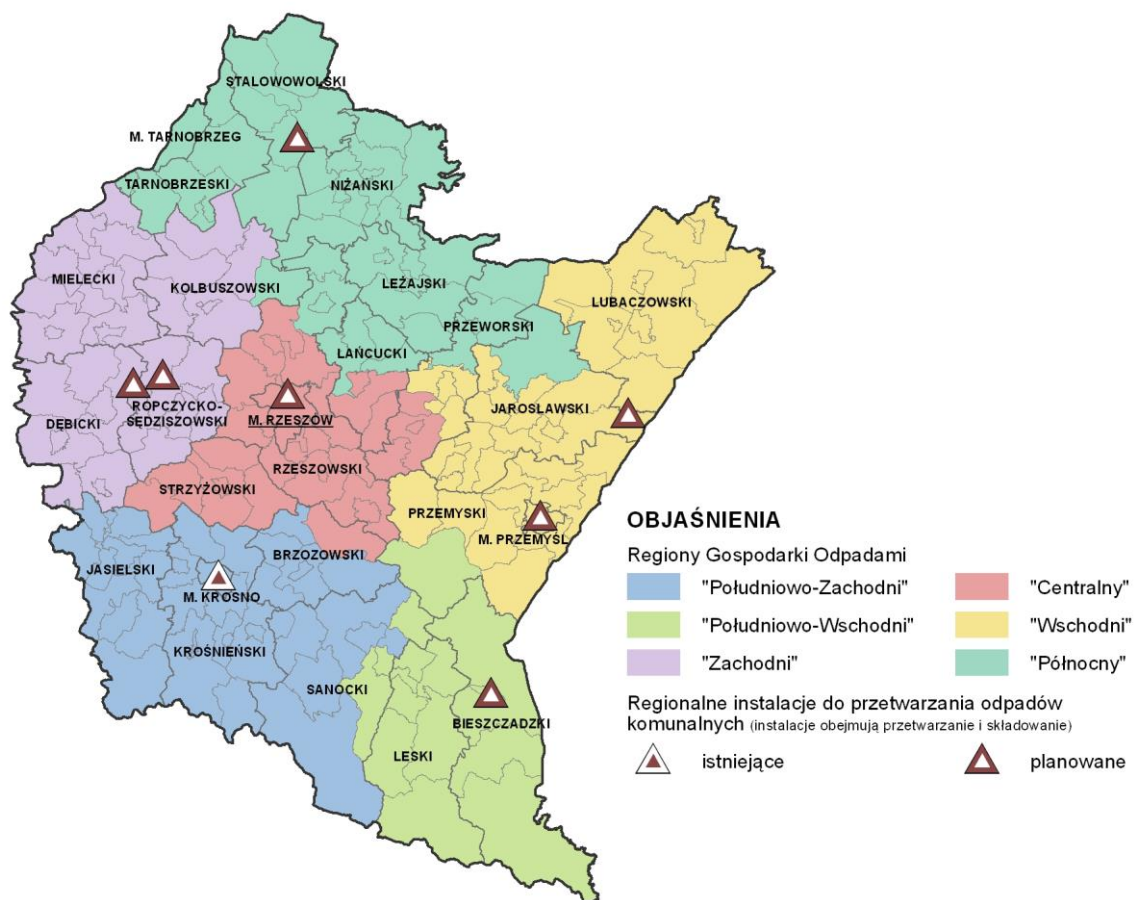 STALOWOWOLSKI
M. TARNOBRZEG
TARNOBRZESKI
NIŻAŃSKI
MIELECKI
KOLBUSZOWSKI
LEŻAJSKI
LUBACZOWSKI
PRZEWORSKI
ŁAŃCUCKI
ROPCZYCKO-
SĘDZISZOWSKI
DĘBICKI
M. RZESZÓW
JAROSŁAWSKI
RZESZOWSKI
STRZYŻOWSKI
PRZEMYSKI
M. PRZEMYŚL
BRZOZOWSKI
JASIELSKI
M. KROSNO
KROŚNIEŃSKI
SANOCKI
BIESZCZADZKI
LESKI
OBJAŚNIENIA
Regiony Gospodarki Odpadami
"Południowo-Zachodni" "Centralny"
"Południowo-Wschodni" "Wschodni"
"Zachodni" "Północny"
Regionalne instalacje do przetwarzania odpadów
komunalnych (instalacje obejmują przetwarzanie i składowanie)
istniejące planowane